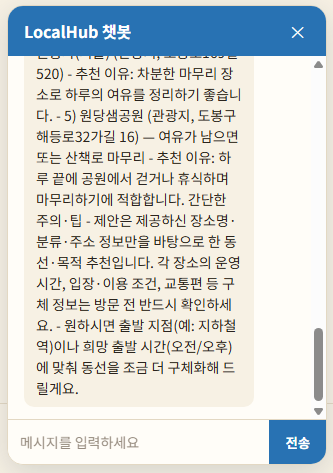 LocalHub 챗봇
520) - 추천 이유: 차분한 마무리 장
소로 하루의 여유를 정리하기 좋습니
다. - 5) 원당샘공원 (관광지, 도봉구
해등로32가길 16) — 여유가 남으면
또는 산책로 마무리 - 추천 이유: 하
루 끝에 공원에서 걷거나 휴식하며
마무리하기에 적합합니다. 간단한
주의·팁 - 제안은 제공하신 장소명·
분류·주소 정보만을 바탕으로 한 동
선·목적 추천입니다. 각 장소의 운영
시간, 입장·이용 조건, 교통편 등 구
체 정보는 방문 전 반드시 확인하세
요. - 원하시면 출발 지점(예: 지하철
역)이나 희망 출발 시간(오전/오후)
에 맞춰 동선을 조금 더 구체화해 드
릴게요.
메시지를 입력하세요
전송